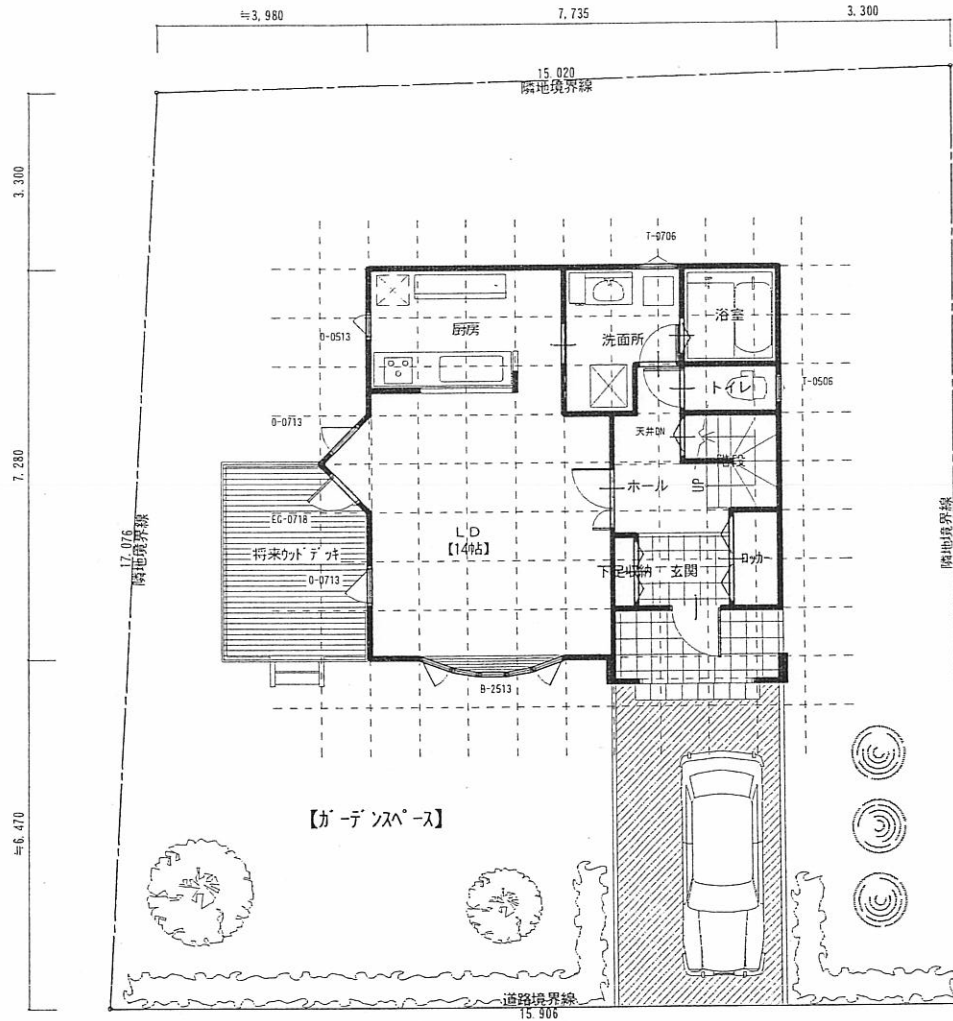 ≒3,980
7.735
3.300
15.020
隣地境界線
3.300
T-0706
厨房
洗面所
浴室
O-0513
トイレ
T-0506
O-0713
天井DN
階段
7.280
ホール
UP
EG-0718
LD
【14帖】
17.076
隣地境界線
隣地境界線
将来ウッドデッキ
O-0713
下足収納
玄関
ロッカー
B-2513
【ガーデンスペース】
≒6.470
道路境界線
15.906